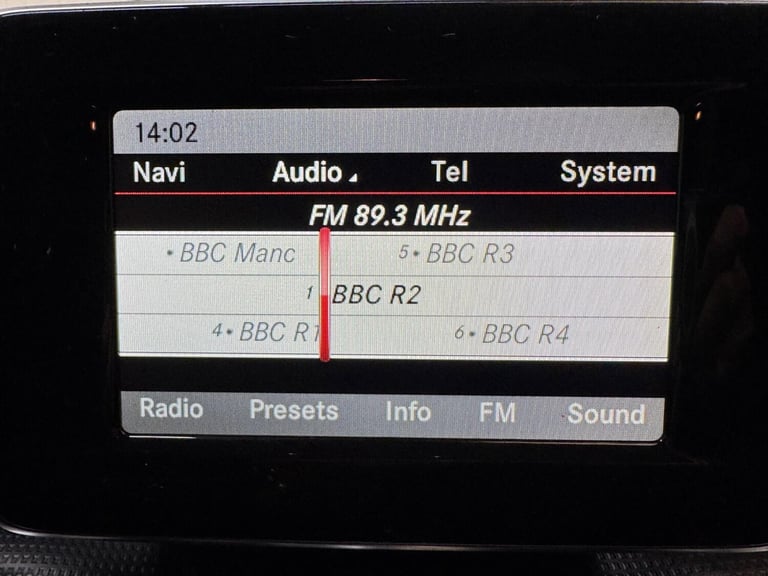 14:02
Navi Audio Tel System
FM 89.3 MHz
• BBC Manc 5• BBC R3
1 BBC R2
4• BBC R1 6• BBC R4
Radio Presets Info FM Sound